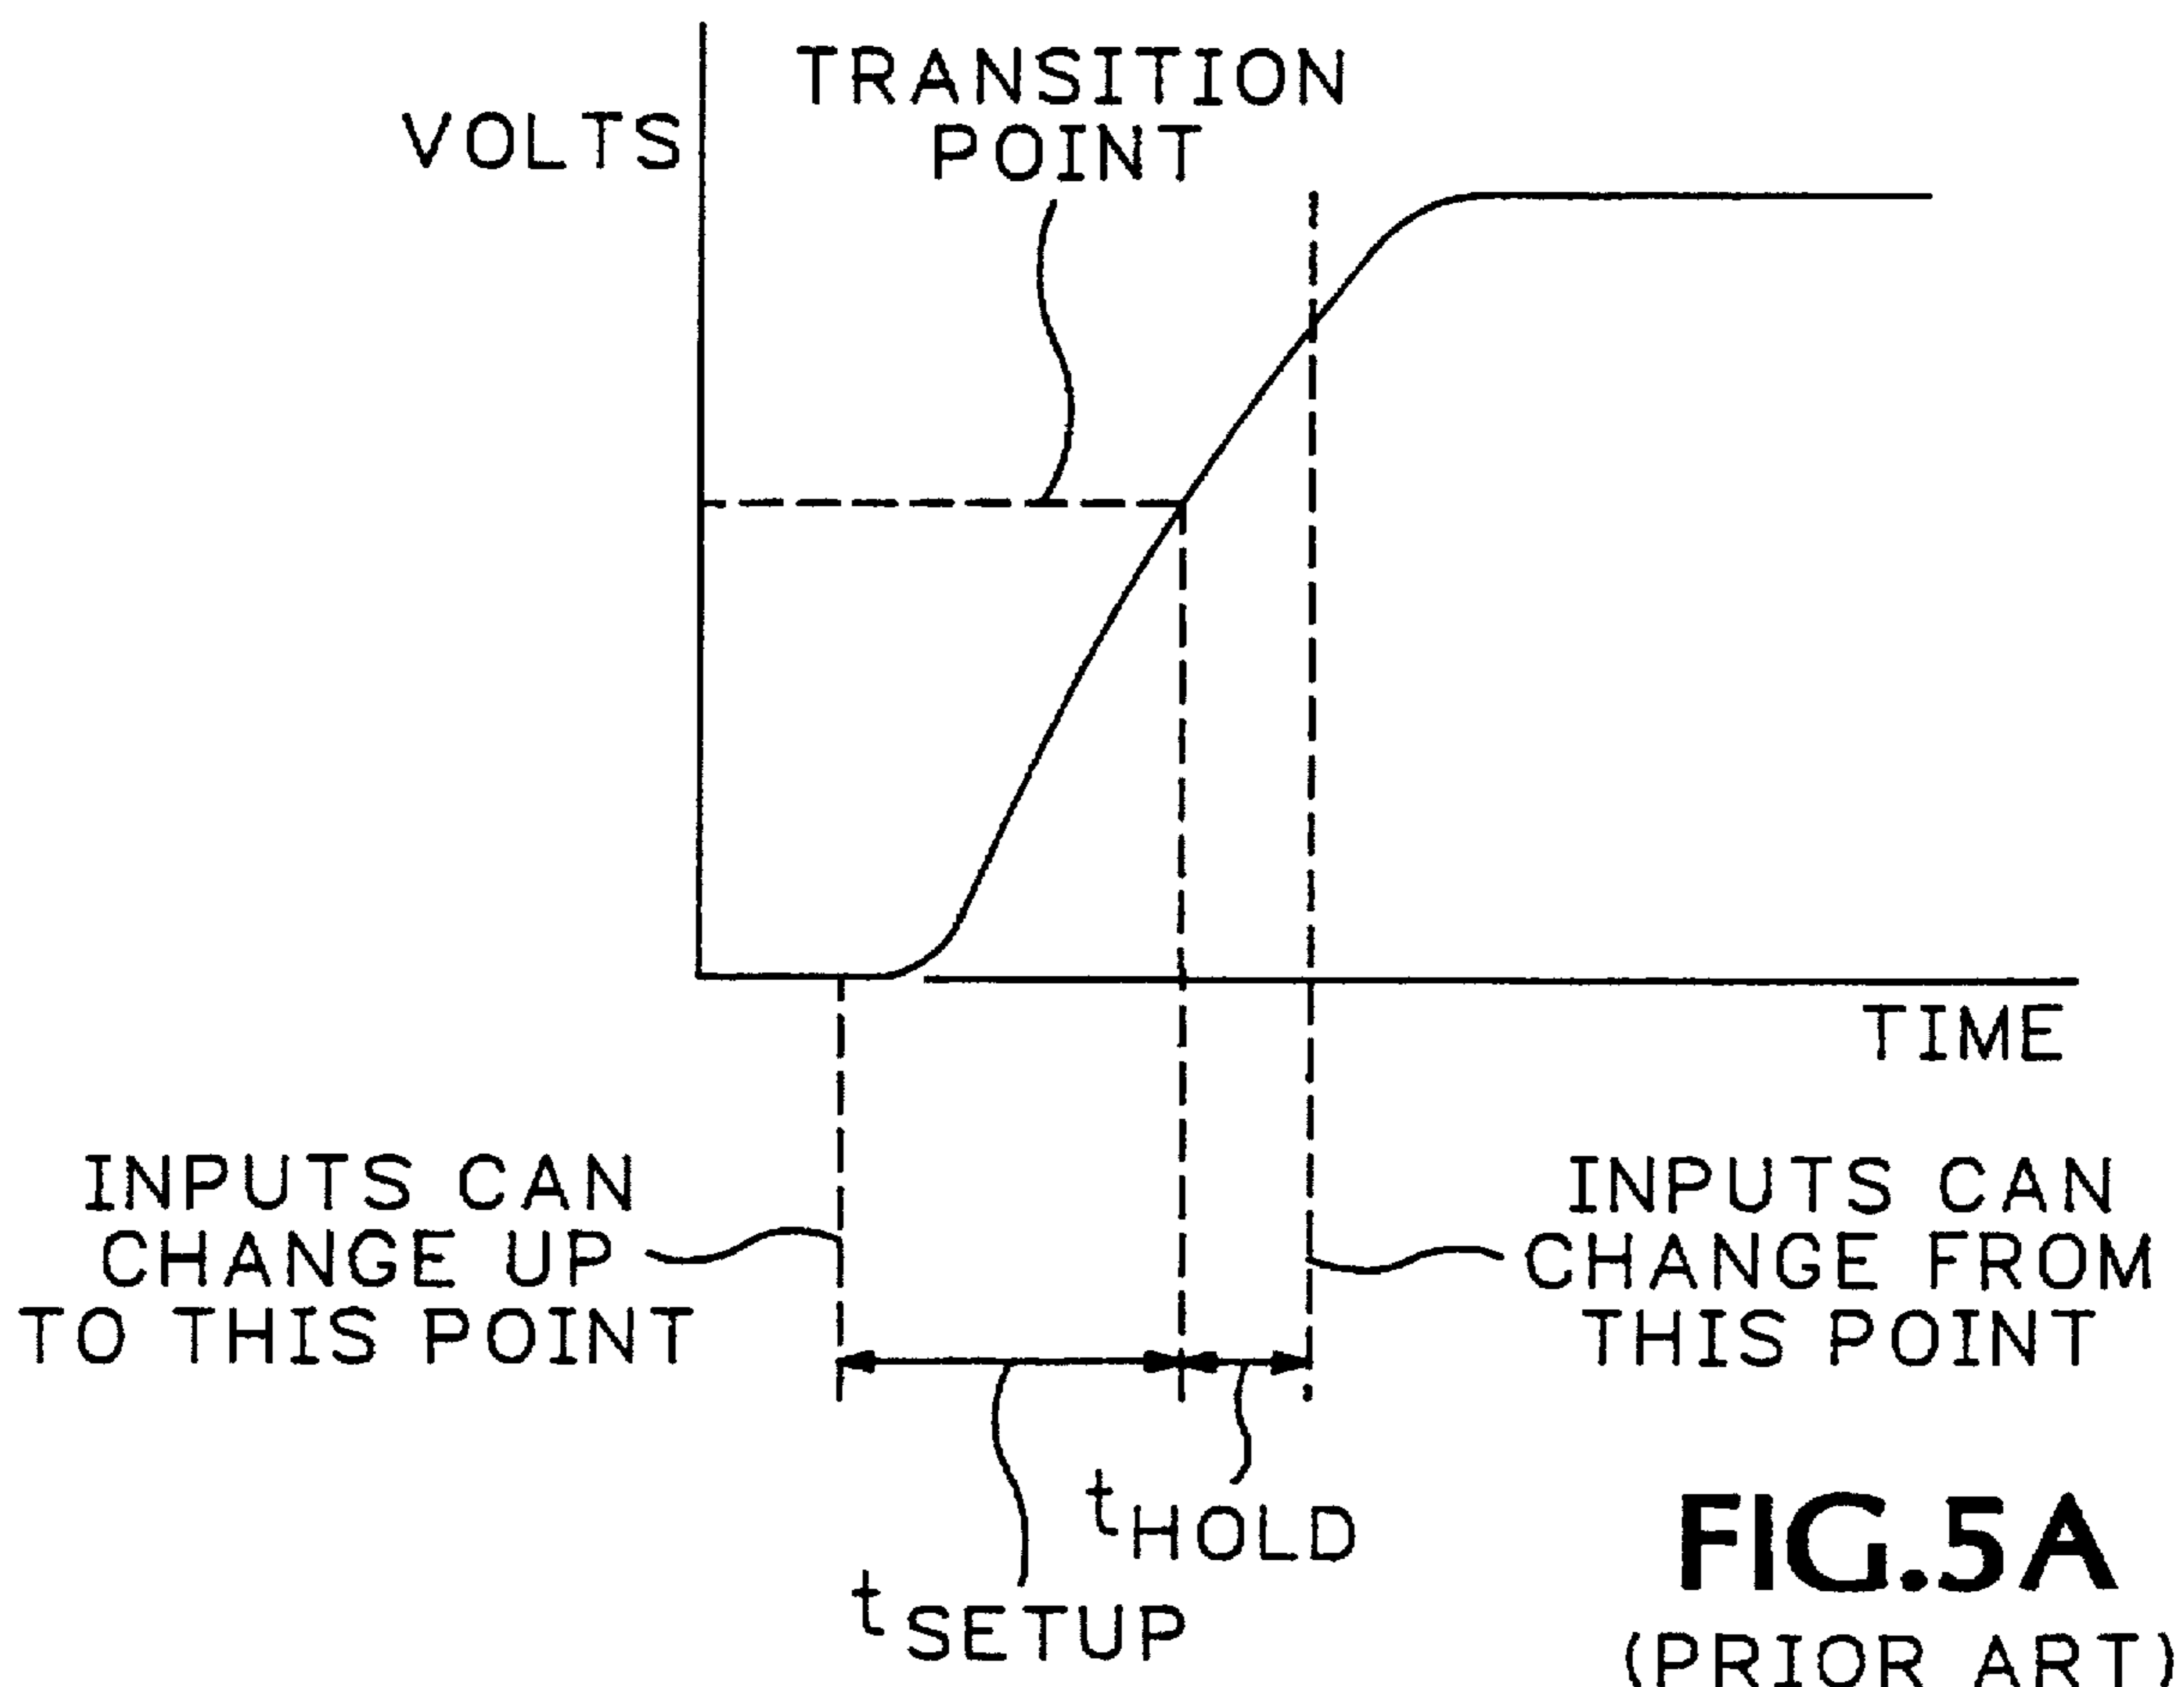 TRANSITION
POINT
VOLTS
TIME
INPUTS CAN
CHANGE UP
TO THIS POINT
INPUTS CAN
CHANGE FROM
THIS POINT
tHOLD
tSETUP
FIG.5A
(PRIOR ART)